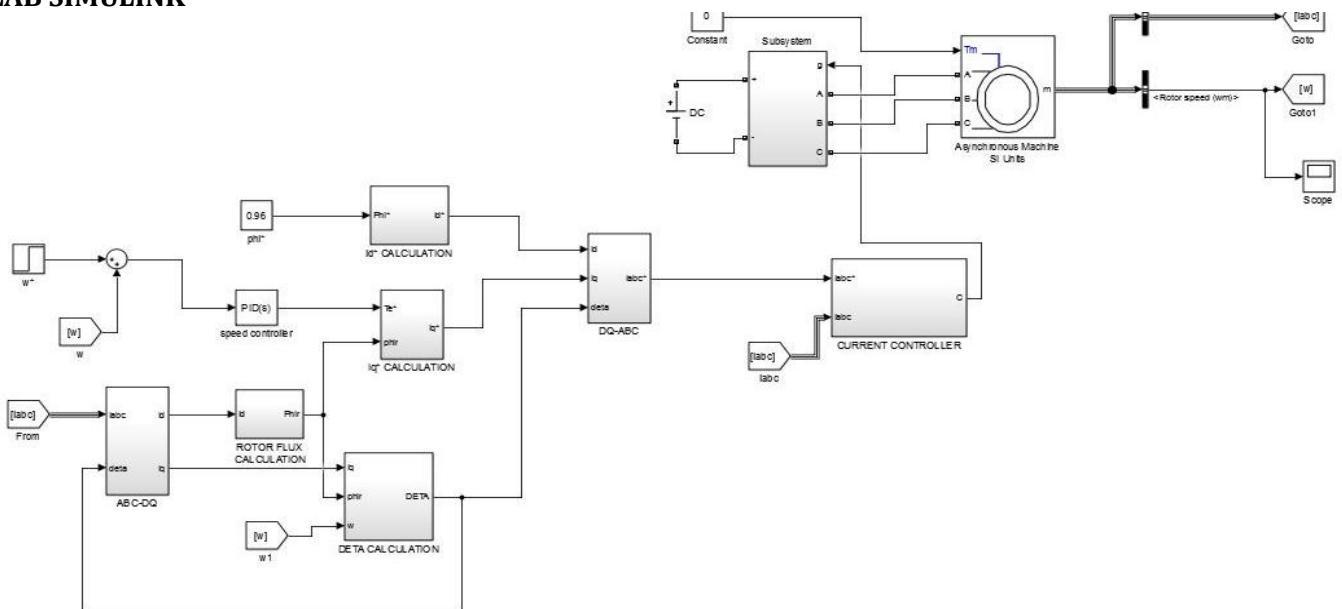 LAB SIMULINK
0
Constant
Subsystem
[Iabc]
Goto
Tm
g
+
A
A
DC
+
B
B
m
<Rotor speed (wm)>
[w]
Goto1
-
C
C
Asynchronous Machine
SI Units
Scope
0.96
phi*
Phi*
Id*
Id* CALCULATION
w*
[w]
w
PID(s)
speed controller
Te*
phir
Iq*
Iq* CALCULATION
Id
Iq
deta
Iabc*
DQ-ABC
Iabc*
Iabc
C
CURRENT CONTROLLER
[Iabc]
Iabc
[Iabc]
From
Iabc
deta
Id
Iq
ABC-DQ
Id
Phir
ROTOR FLUX
CALCULATION
Iq
phir
w
DETA
DETA CALCULATION
[w]
w1